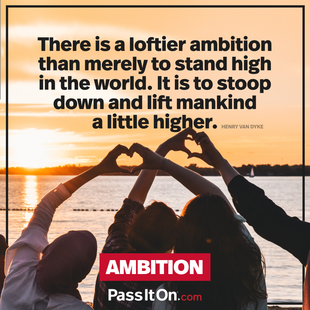 There is a loftier ambition
than merely to stand high
in the world. It is to stoop
down and lift mankind
a little higher. HENRY VAN DYKE
AMBITION
PassItOn.com